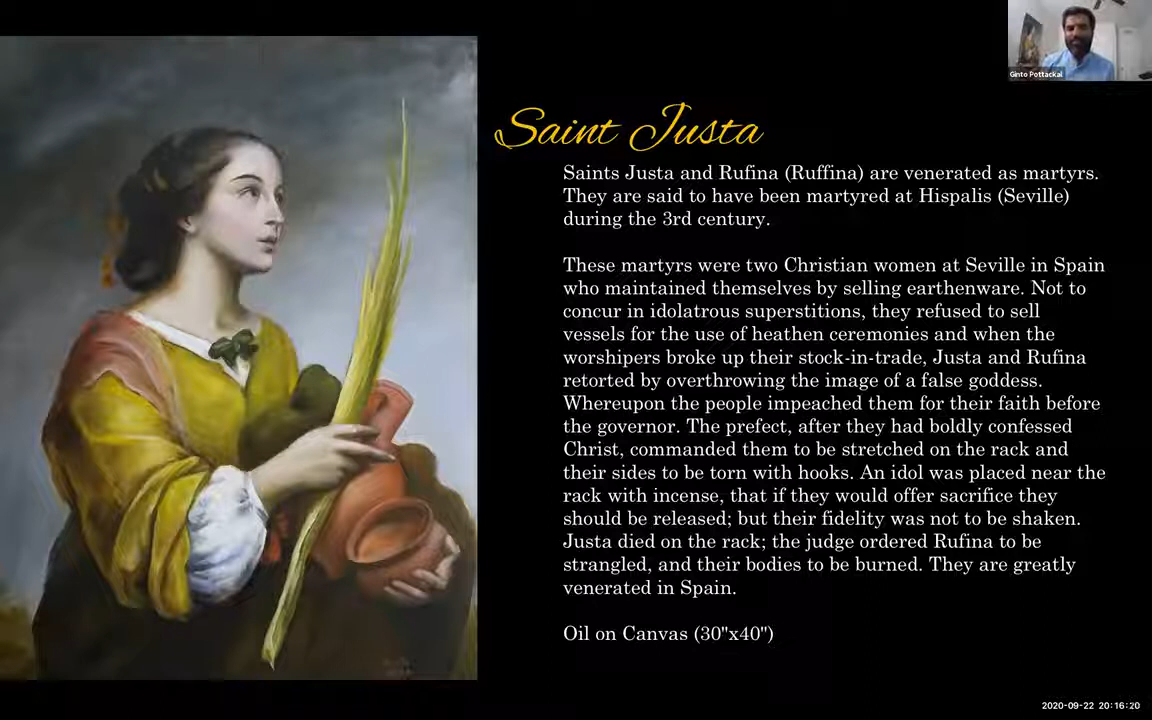 Ginto Pottackal
Saint Justa
Saints Justa and Rufina (Ruffina) are venerated as martyrs.
They are said to have been martyred at Hispalis (Seville)
during the 3rd century.
These martyrs were two Christian women at Seville in Spain
who maintained themselves by selling earthenware. Not to
concur in idolatrous superstitions, they refused to sell
vessels for the use of heathen ceremonies and when the
worshipers broke up their stock-in-trade, Justa and Rufina
retorted by overthrowing the image of a false goddess.
Whereupon the people impeached them for their faith before
the governor. The prefect, after they had boldly confessed
Christ, commanded them to be stretched on the rack and
their sides to be torn with hooks. An idol was placed near the
rack with incense, that if they would offer sacrifice they
should be released; but their fidelity was not to be shaken.
Justa died on the rack; the judge ordered Rufina to be
strangled, and their bodies to be burned. They are greatly
venerated in Spain.
Oil on Canvas (30"x40")
2020-09-22 20:16:20